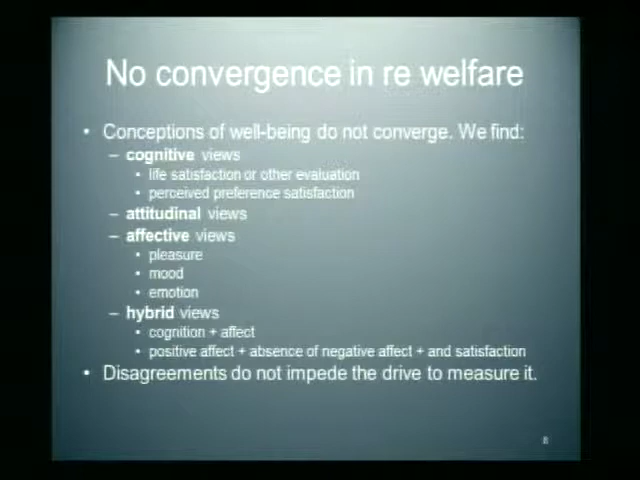 No convergence in re welfare
• Conceptions of well-being do not converge. We find:
– cognitive views
• life satisfaction or other evaluation
• perceived preference satisfaction
– attitudinal views
– affective views
• pleasure
• mood
• emotion
– hybrid views
• cognition + affect
• positive affect + absence of negative affect + and satisfaction
• Disagreements do not impede the drive to measure it.
8